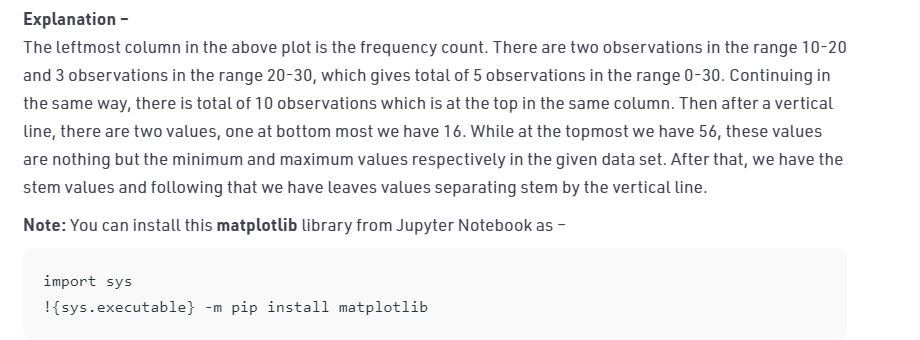 Explanation –
The leftmost column in the above plot is the frequency count. There are two observations in the range 10-20
and 3 observations in the range 20-30, which gives total of 5 observations in the range 0-30. Continuing in
the same way, there is total of 10 observations which is at the top in the same column. Then after a vertical
line, there are two values, one at bottom most we have 16. While at the topmost we have 56, these values
are nothing but the minimum and maximum values respectively in the given data set. After that, we have the
stem values and following that we have leaves values separating stem by the vertical line.
Note: You can install this matplotlib library from Jupyter Notebook as –
import sys
!{sys.executable} -m pip install matplotlib